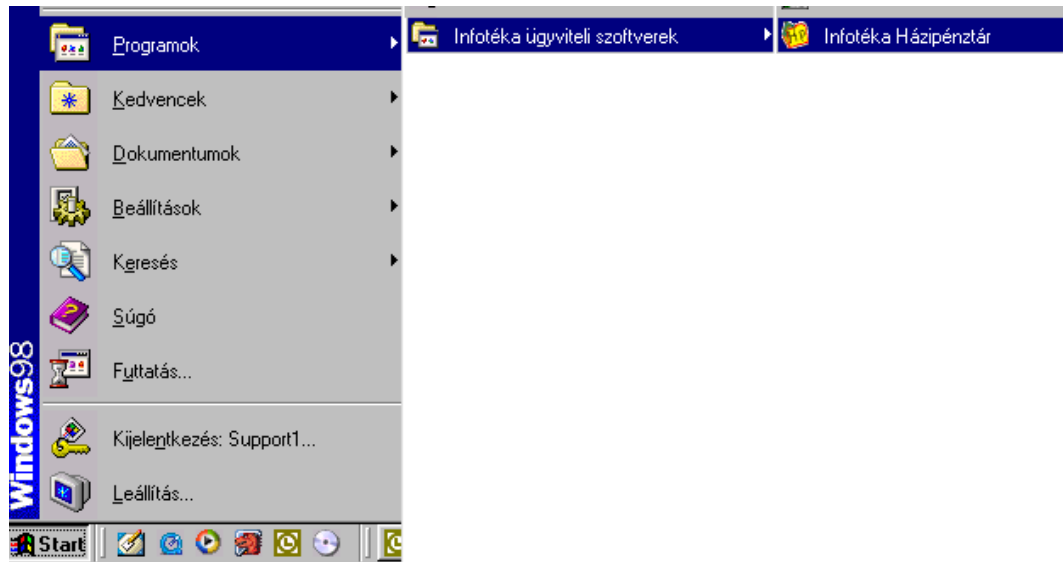 Programok
Infotéka ügyviteli szoftverek
Infotéka Házipénztár
Kedvencek
Dokumentumok
Beállítások
Keresés
Súgó
Futtatás...
Kijelentkezés: Support1...
Leállítás...
Windows98
Start